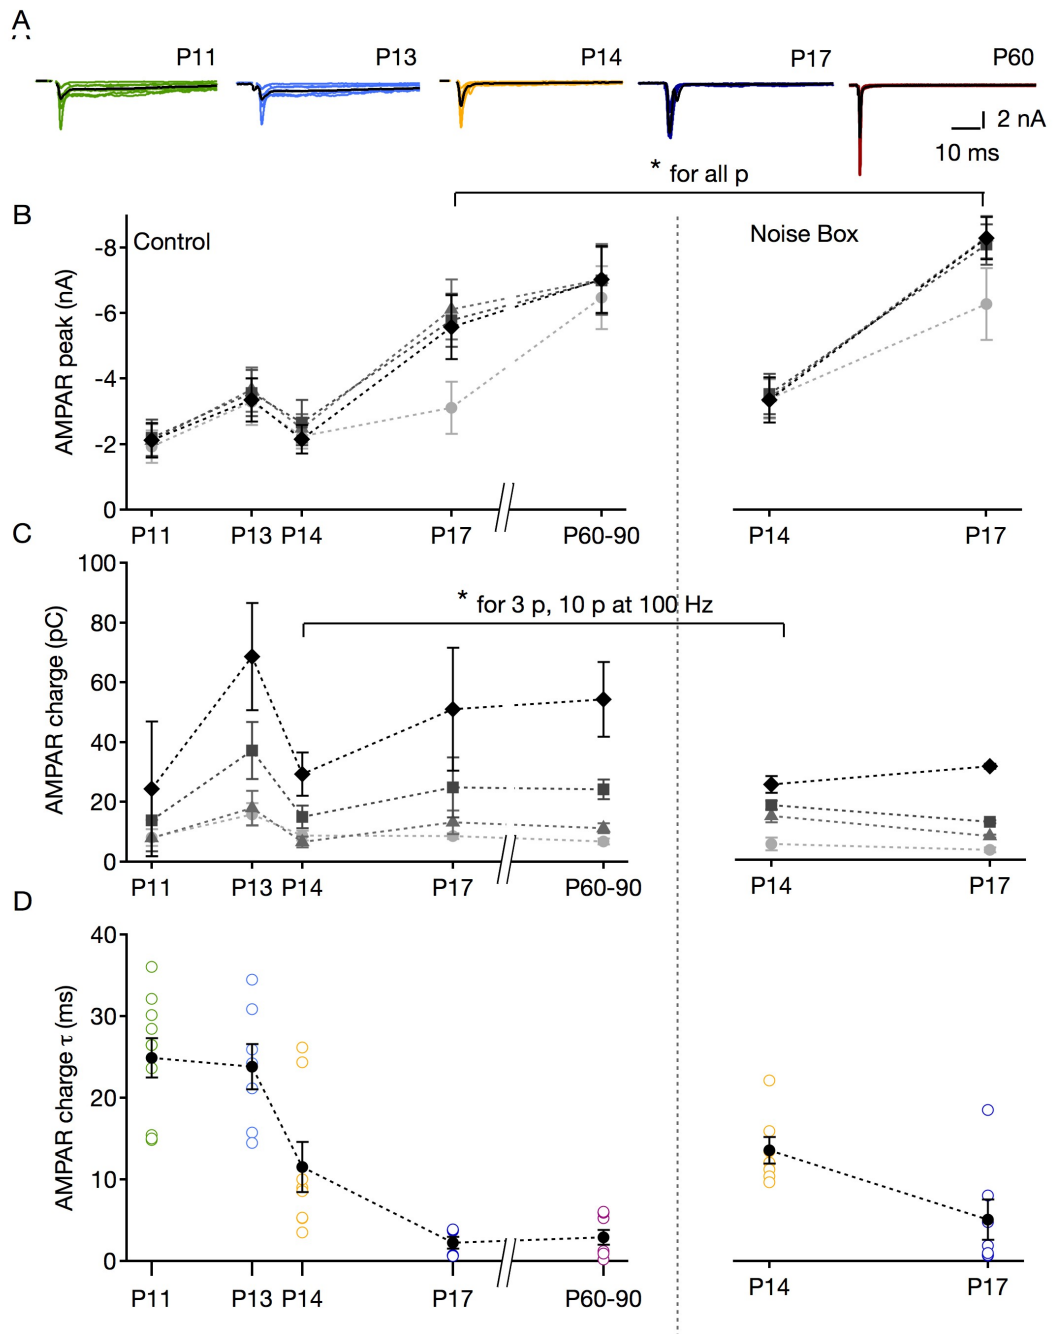 A
P11
P13
P14
P17
P60
2 nA
10 ms
* for all p
B
Control
Noise Box
AMPAR peak (nA)
-8
-6
-4
-2
0
P11
P13
P14
P17
P60-90
P14
P17
C
AMPAR charge (pC)
100
80
60
40
20
0
* for 3 p, 10 p at 100 Hz
P11
P13
P14
P17
P60-90
P14
P17
D
AMPAR charge τ (ms)
40
30
20
10
0
P11
P13
P14
P17
P60-90
P14
P17